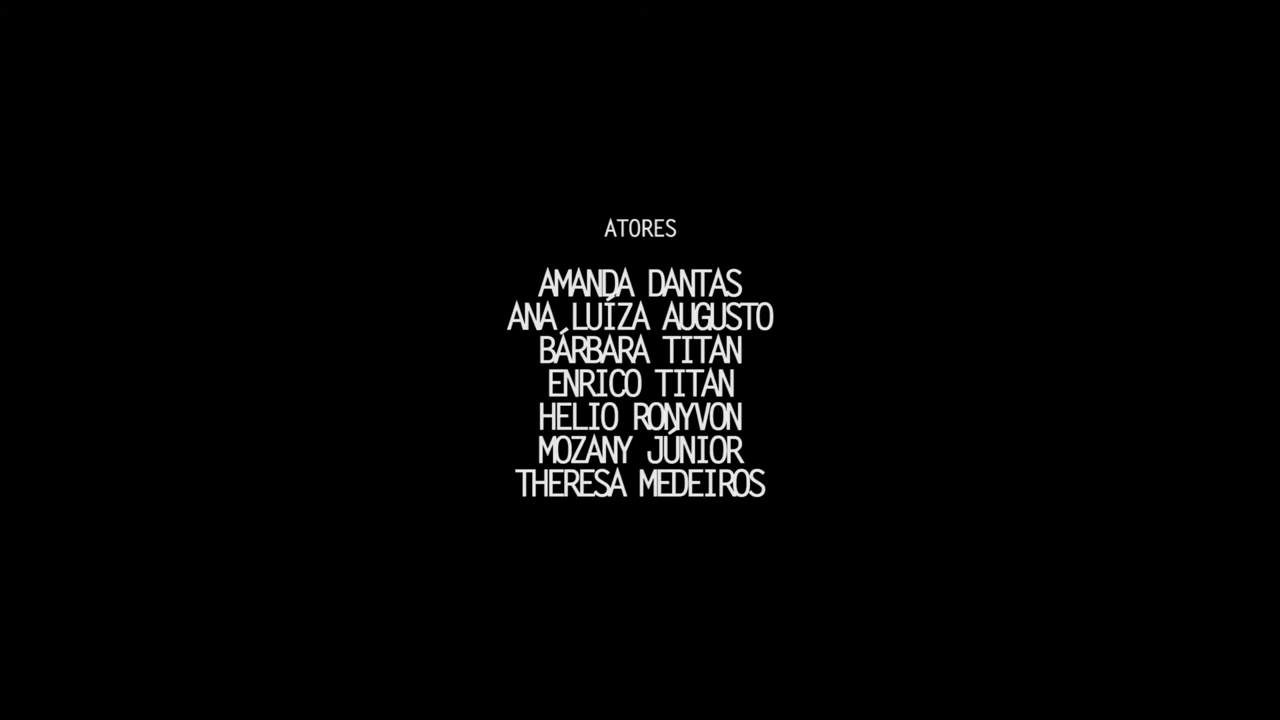 ATORES
AMANDA DANTAS
ANA LUÍZA AUGUSTO
BÁRBARA TITAN
ENRICO TITAN
HELIO RONYVON
MOZANY JÚNIOR
THERESA MEDEIROS